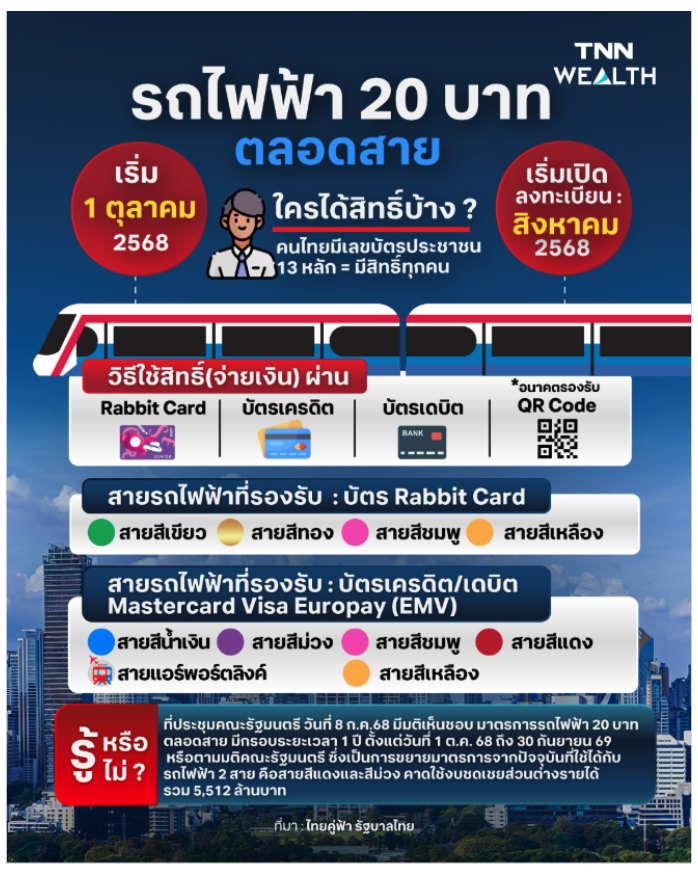 TNN
WEALTH
รถไฟฟ้า 20 บาท
ตลอดสาย
เริ่ม
1 ตุลาคม
2568
ใครได้สิทธิ์บ้าง ?
คนไทยมีเลขบัตรประชาชน
13 หลัก = มีสิทธิ์ทุกคน
เริ่มเปิด
ลงทะเบียน :
สิงหาคม
2568
วิธีใช้สิทธิ์(จ่ายเงิน) ผ่าน
Rabbit Card
บัตรเครดิต
บัตรเดบิต
BANK
*อนาคตรองรับ
QR Code
สายรถไฟฟ้าที่รองรับ : บัตร Rabbit Card
สายสีเขียว สายสีทอง สายสีชมพู สายสีเหลือง
สายรถไฟฟ้าที่รองรับ : บัตรเครดิต/เดบิต
Mastercard Visa Europay (EMV)
สายสีน้ำเงิน สายสีม่วง สายสีชมพู สายสีแดง
สายแอร์พอร์ตลิงค์ สายสีเหลือง
รู้หรือไม่ ?
ที่ประชุมคณะรัฐมนตรี วันที่ 8 ก.ค.68 มีมติเห็นชอบ มาตรการรถไฟฟ้า 20 บาท
ตลอดสาย มีกรอบระยะเวลา 1 ปี ตั้งแต่วันที่ 1 ต.ค. 68 ถึง 30 กันยายน 69
หรือตามมติคณะรัฐมนตรี ซึ่งเป็นการขยายมาตรการจากปัจจุบันที่ใช้ได้กับ
รถไฟฟ้า 2 สาย คือสายสีแดงและสีม่วง คาดใช้งบชดเชยส่วนต่างรายได้
รวม 5,512 ล้านบาท
ที่มา : ไทยคู่ฟ้า รัฐบาลไทย